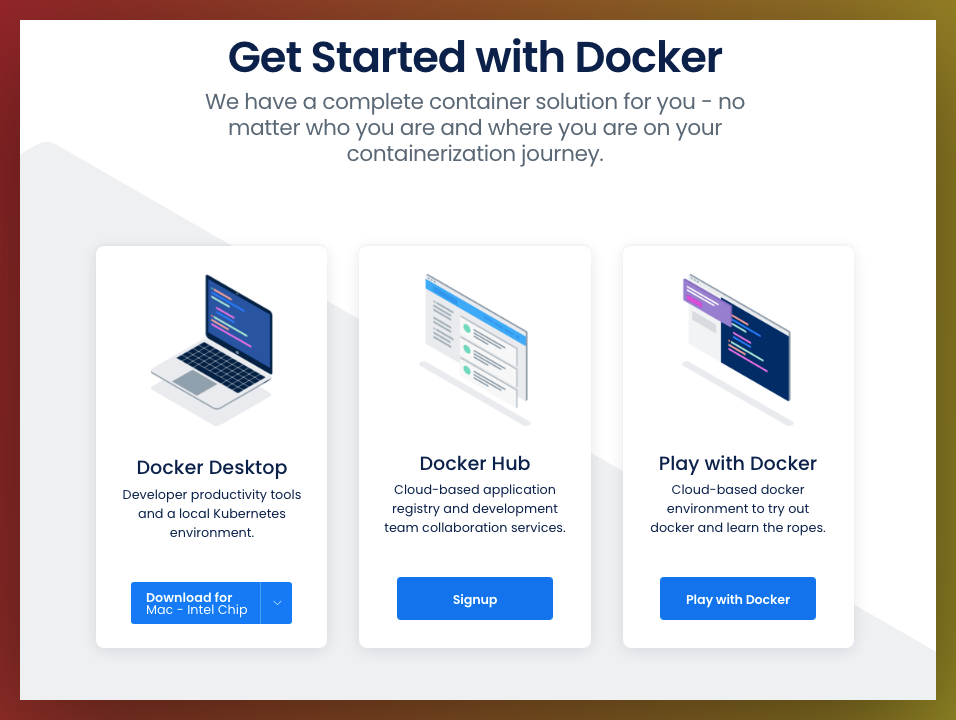 Get Started with Docker
We have a complete container solution for you - no
matter who you are and where you are on your
containerization journey.
Docker Desktop
Developer productivity tools
and a local Kubernetes
environment.
Download for
Mac - Intel Chip
Docker Hub
Cloud-based application
registry and development
team collaboration services.
Signup
Play with Docker
Cloud-based docker
environment to try out
docker and learn the ropes.
Play with Docker